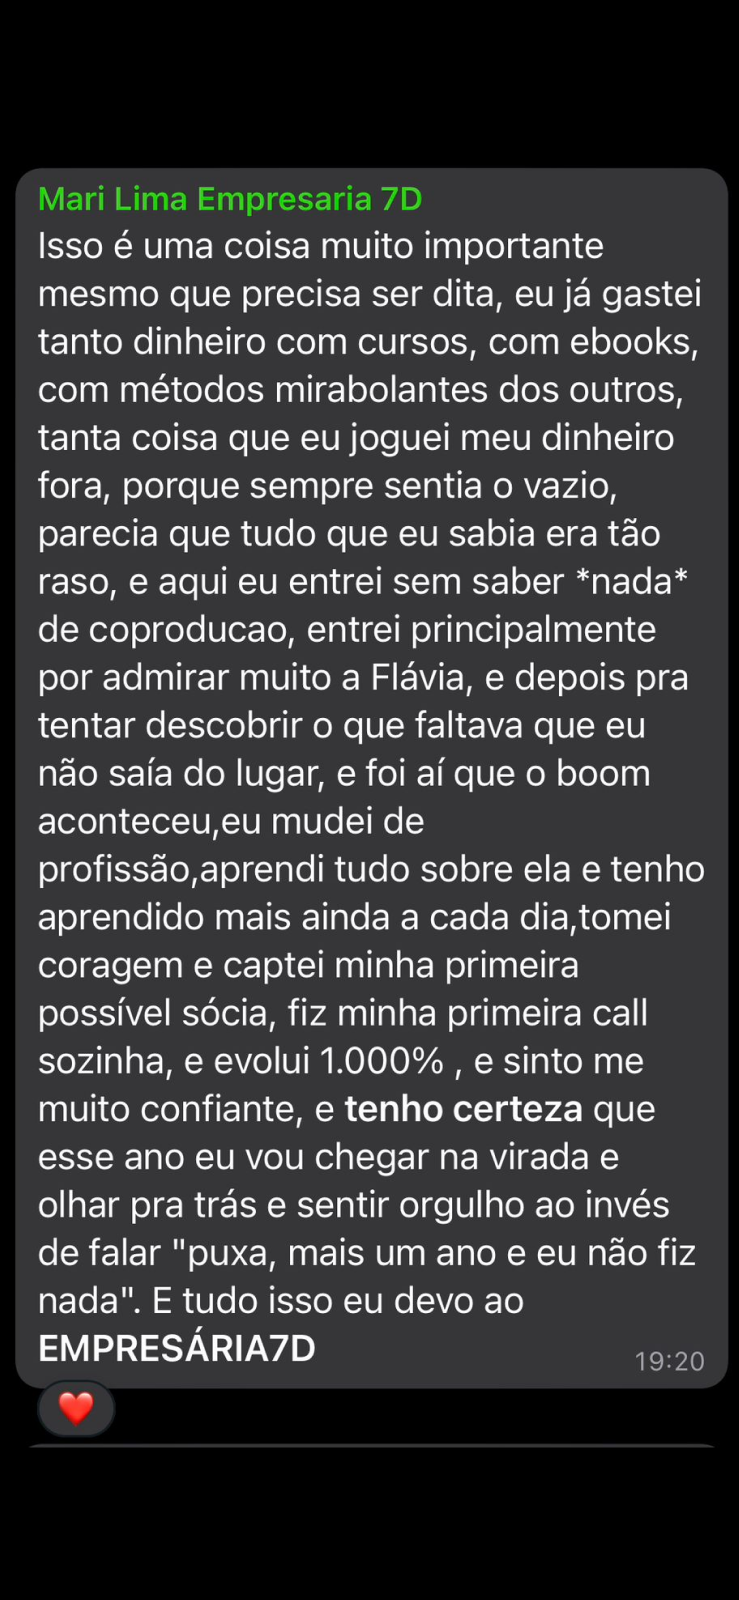 Mari Lima Empresaria 7D
Isso é uma coisa muito importante
mesmo que precisa ser dita, eu já gastei
tanto dinheiro com cursos, com ebooks,
com métodos mirabolantes dos outros,
tanta coisa que eu joguei meu dinheiro
fora, porque sempre sentia o vazio,
parecia que tudo que eu sabia era tão
raso, e aqui eu entrei sem saber *nada*
de coproducao, entrei principalmente
por admirar muito a Flávia, e depois pra
tentar descobrir o que faltava que eu
não saía do lugar, e foi aí que o boom
aconteceu,eu mudei de
profissão,aprendi tudo sobre ela e tenho
aprendido mais ainda a cada dia,tomei
coragem e captei minha primeira
possível sócia, fiz minha primeira call
sozinha, e evolui 1.000% , e sinto me
muito confiante, e tenho certeza que
esse ano eu vou chegar na virada e
olhar pra trás e sentir orgulho ao invés
de falar "puxa, mais um ano e eu não fiz
nada". E tudo isso eu devo ao
EMPRESÁRIA7D
19:20